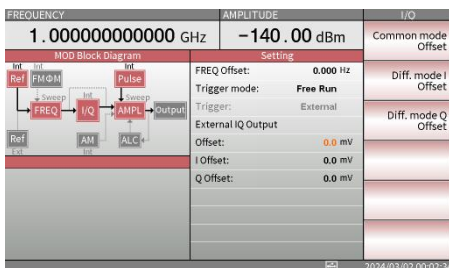 FREQUENCY
AMPLITUDE
I/Q
1.000000000000 GHz
-140.00 dBm
Common mode
Offset
MOD Block Diagram
Setting
Int
Int
Int
Ref
FMΦM
Pulse
Sweep
Sweep
Int
FREQ
I/Q
AMPL
Output
Ref
AM
ALC
Ext
Int
FREQ Offset: 0.000 Hz
Trigger mode: Free Run
Trigger: External
External IQ Output
Offset: 0.0 mV
I Offset: 0.0 mV
Q Offset: 0.0 mV
Diff. mode I
Offset
Diff. mode Q
Offset